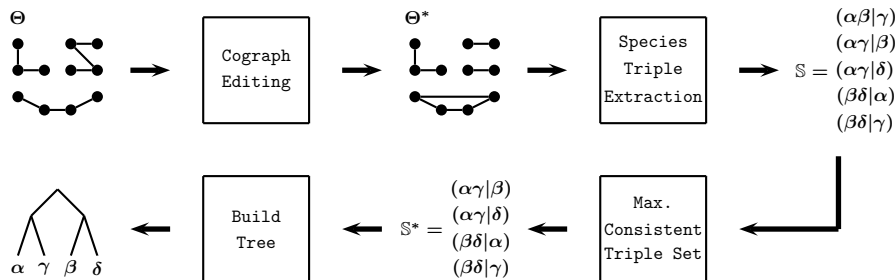 Θ
Cograph
Editing
Θ*
Species
Triple
Extraction
𝕊 =
(αβ|γ)
(αγ|β)
(αγ|δ)
(βδ|α)
(βδ|γ)
α γ β δ
Build
Tree
𝕊* =
(αγ|β)
(αγ|δ)
(βδ|α)
(βδ|γ)
Max.
Consistent
Triple Set